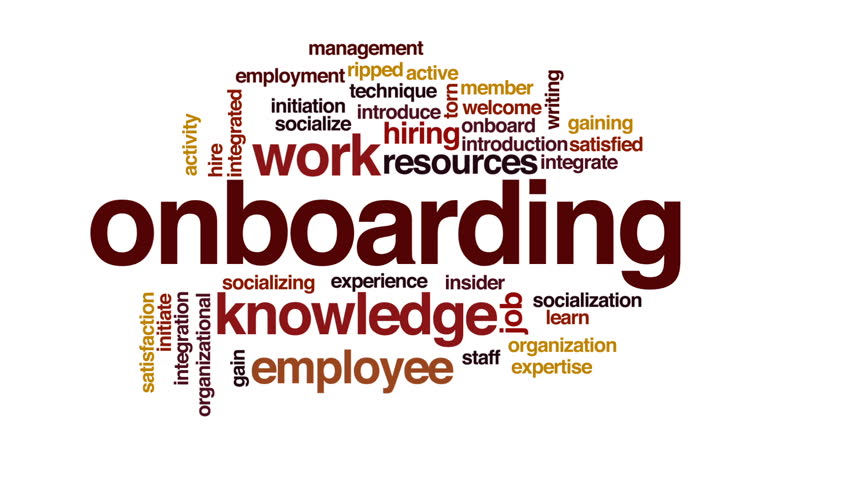 management
employment ripped active
technique torn member writing
initiation introduce welcome
activity hire integrated socialize hiring onboard gaining
work resources introduction satisfied
integrate
onboarding
socializing experience insider
satisfaction initiate integration organizational knowledge job socialization
learn
gain employee staff organization
expertise